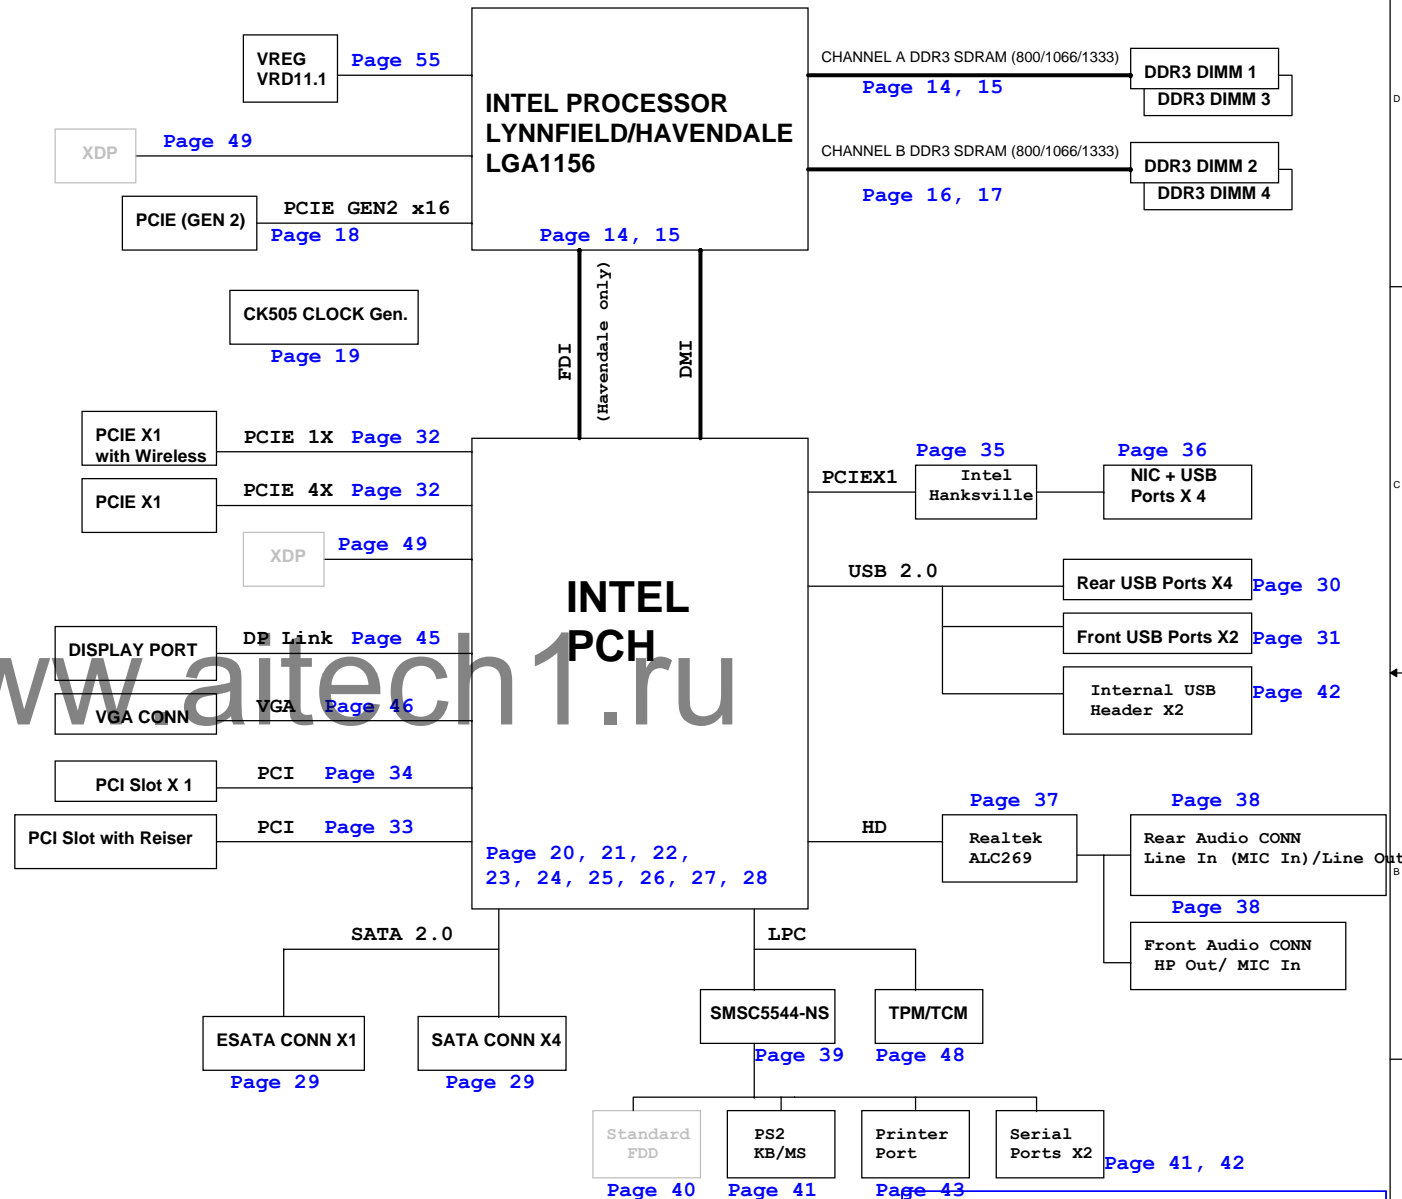 VREG
VRD11.1
Page 55
XDP
Page 49
PCIE (GEN 2)
PCIE GEN2 x16
Page 18
INTEL PROCESSOR
LYNNFIELD/HAVENDALE
LGA1156
Page 14, 15
CHANNEL A DDR3 SDRAM (800/1066/1333)
Page 14, 15
DDR3 DIMM 1
DDR3 DIMM 3
CHANNEL B DDR3 SDRAM (800/1066/1333)
Page 16, 17
DDR3 DIMM 2
DDR3 DIMM 4
D
CK505 CLOCK Gen.
Page 19
FDI
(Havendale only)
DMI
PCIE X1
with Wireless
PCIE 1X Page 32
PCIE X1
PCIE 4X Page 32
XDP
Page 49
DISPLAY PORT
DP Link Page 45
VGA CONN
VGA Page 46
PCI Slot X 1
PCI Page 34
PCI Slot with Reiser
PCI Page 33
INTEL
PCH
Page 20, 21, 22,
23, 24, 25, 26, 27, 28
www.aitech1.ru
PCIEX1
Page 35
Intel
Hanksville
Page 36
NIC + USB
Ports X 4
C
USB 2.0
Rear USB Ports X4
Page 30
Front USB Ports X2
Page 31
Internal USB
Header X2
Page 42
HD
Page 37
Realtek
ALC269
Page 38
Rear Audio CONN
Line In (MIC In)/Line Out
B
Page 38
Front Audio CONN
HP Out/ MIC In
SATA 2.0
ESATA CONN X1
Page 29
SATA CONN X4
Page 29
LPC
SMSC5544-NS
Page 39
TPM/TCM
Page 48
Standard
FDD
Page 40
PS2
KB/MS
Page 41
Printer
Port
Page 43
Serial
Ports X2
Page 41, 42